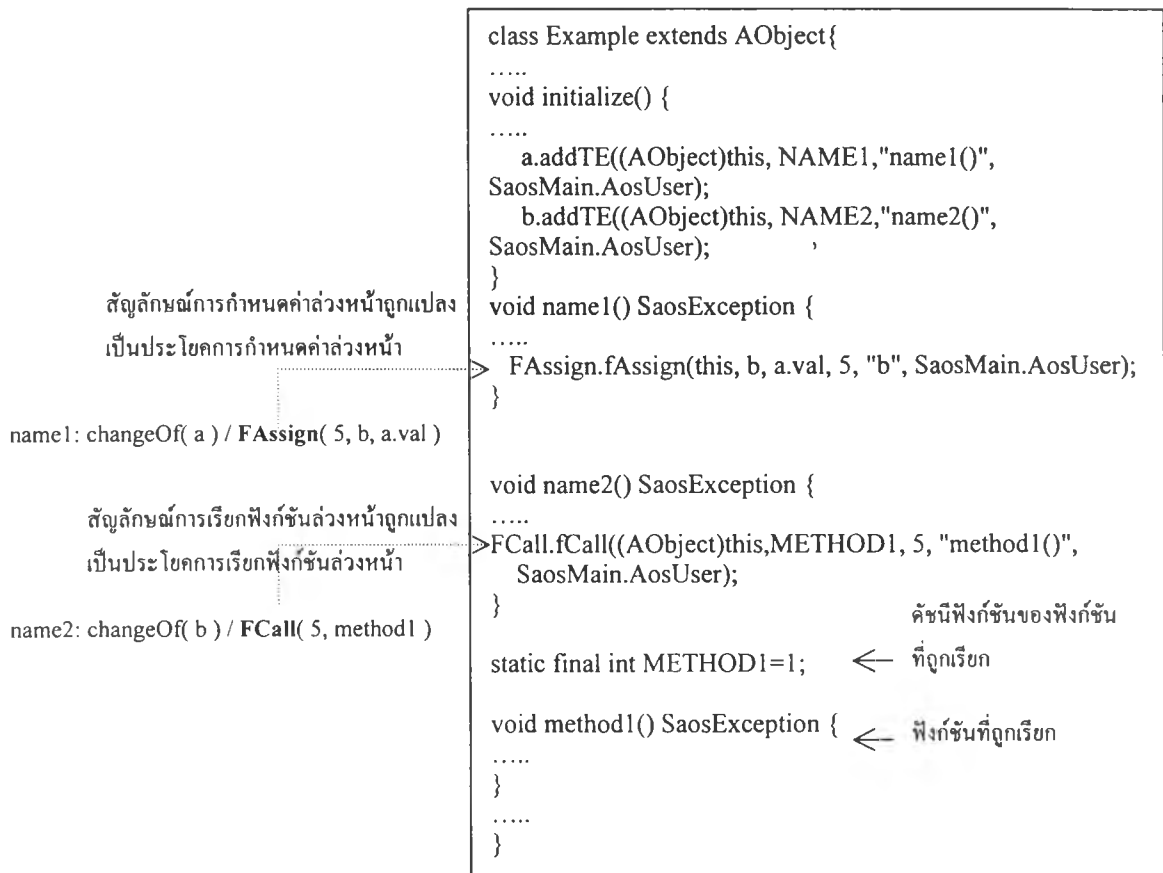 class Example extends AObject{
.....
void initialize() {
.....
a.addTE((AObject)this, NAME1,"name1()",
SaosMain.AosUser);
b.addTE((AObject)this, NAME2,"name2()",
SaosMain.AosUser);
}
สัญลักษณ์การกำหนดค่าล่วงหน้าถูกแปลง
เป็นประโยคการกำหนดค่าล่วงหน้า
void name1() SaosException {
.....
FAssign.fAssign(this, b, a.val, 5, "b", SaosMain.AosUser);
}
name1: changeOf( a ) / FAssign( 5, b, a.val )
void name2() SaosException {
.....
สัญลักษณ์การเรียกฟังก์ชันล่วงหน้าถูกแปลง
เป็นประโยคการเรียกฟังก์ชันล่วงหน้า
FCall.fCall((AObject)this,METHOD1, 5, "method1()",
SaosMain.AosUser);
}
name2: changeOf( b ) / FCall( 5, method1 )
ดัชนีฟังก์ชันของฟังก์ชัน
ที่ถูกเรียก
static final int METHOD1=1;
void method1() SaosException {
ฟังก์ชันที่ถูกเรียก
.....
}
.....
}